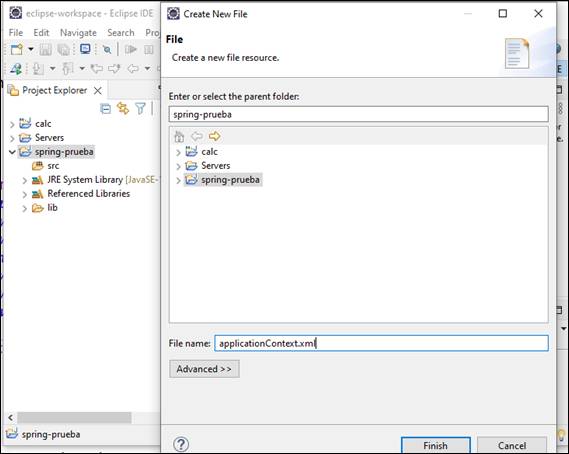 eclipse-workspace - Eclipse IDE
File Edit Navigate Search Proj
Project Explorer
calc
Servers
spring-prueba
src
JRE System Library [JavaSE-1
Referenced Libraries
lib
spring-prueba
Create New File
File
Create a new file resource.
Enter or select the parent folder:
spring-prueba
calc
Servers
spring-prueba
File name: applicationContext.xml
Advanced >>
Finish Cancel